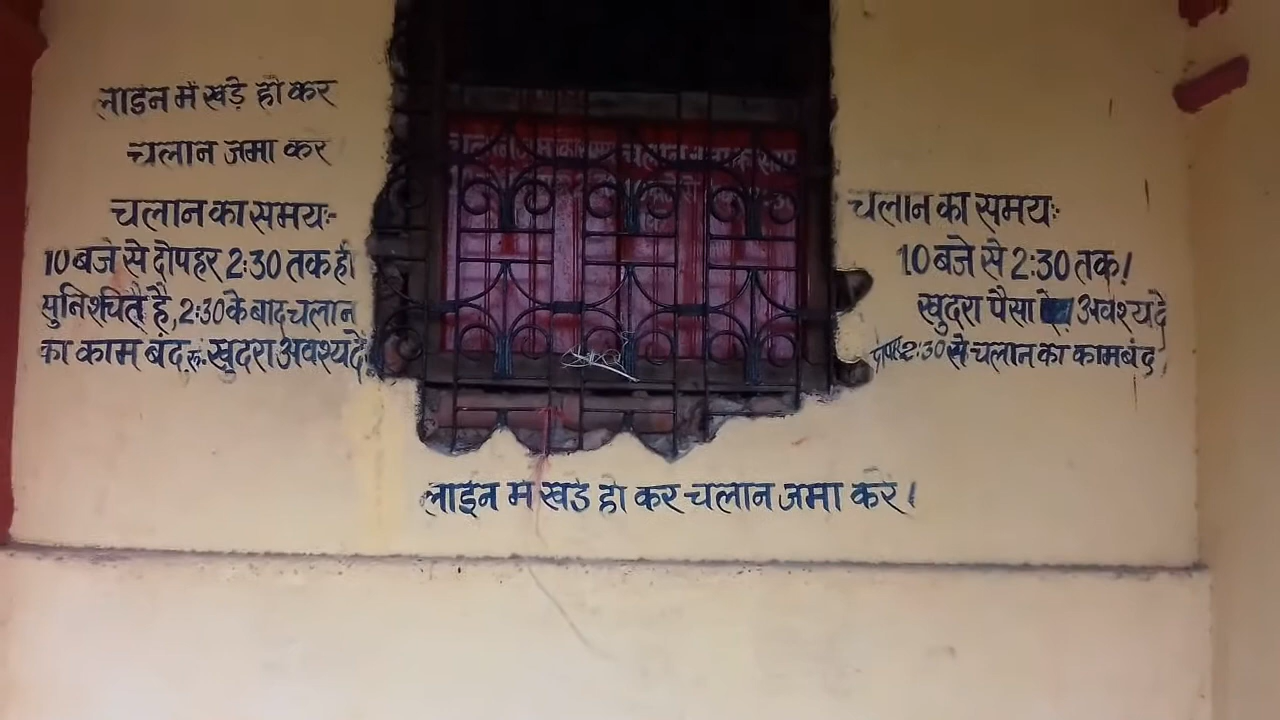 लाइन में खड़े हो कर
चलान जमा कर
चलान का समय:-
10 बजे से दोपहर 2:30 तक ही
सुनिश्चित है, 2:30 के बाद चलान
का काम बंद, रू. खुदरा अवश्य दें।
चलान का समय:
10 बजे से 2:30 तक!
खुदरा पैसा अवश्य दे
दोपहर 2:30 से चलान का काम बंद
लाइन म खड हो कर चलान जमा करे।